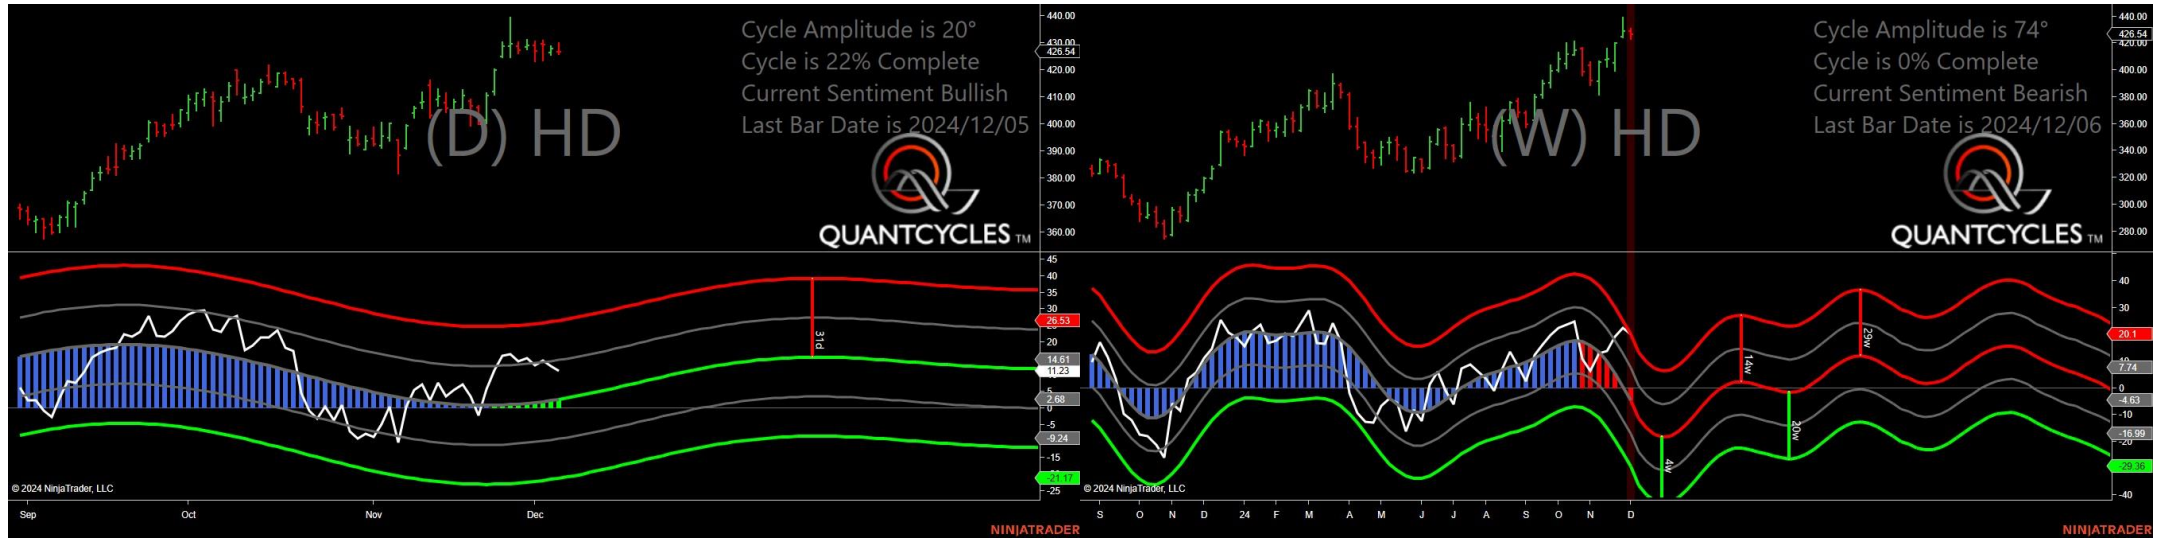 Cycle Amplitude is 20°
Cycle is 22% Complete
Current Sentiment Bullish
Last Bar Date is 2024/12/05
(D) HD
QUANTCYCLES TM
440.00
430.00
426.54
420.00
410.00
400.00
390.00
380.00
370.00
360.00
45
40
35
30
26.53
20
14.61
11.23
5
2.68
0
-5
-9.24
-15
-21.17
-25
31d
© 2024 NinjaTrader, LLC
Sep Oct Nov Dec
NINJATRADER
Cycle Amplitude is 74°
Cycle is 0% Complete
Current Sentiment Bearish
Last Bar Date is 2024/12/06
(W) HD
QUANTCYCLES TM
440.00
426.54
420.00
400.00
380.00
360.00
340.00
320.00
300.00
280.00
40
30
20.1
7.74
0
-4.63
-10
-16.99
-29.36
-40
4w
14w
20w
29w
© 2024 NinjaTrader, LLC
S O N D 24 F M A M J J A S O N D
NINJATRADER